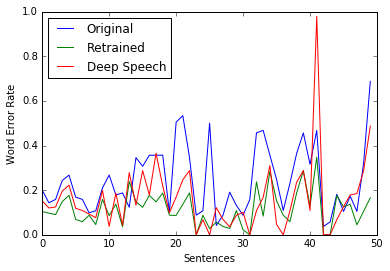 1.0
0.8
0.6
0.4
0.2
0.0
Word Error Rate
Original
Retrained
Deep Speech
0 10 20 30 40 50
Sentences